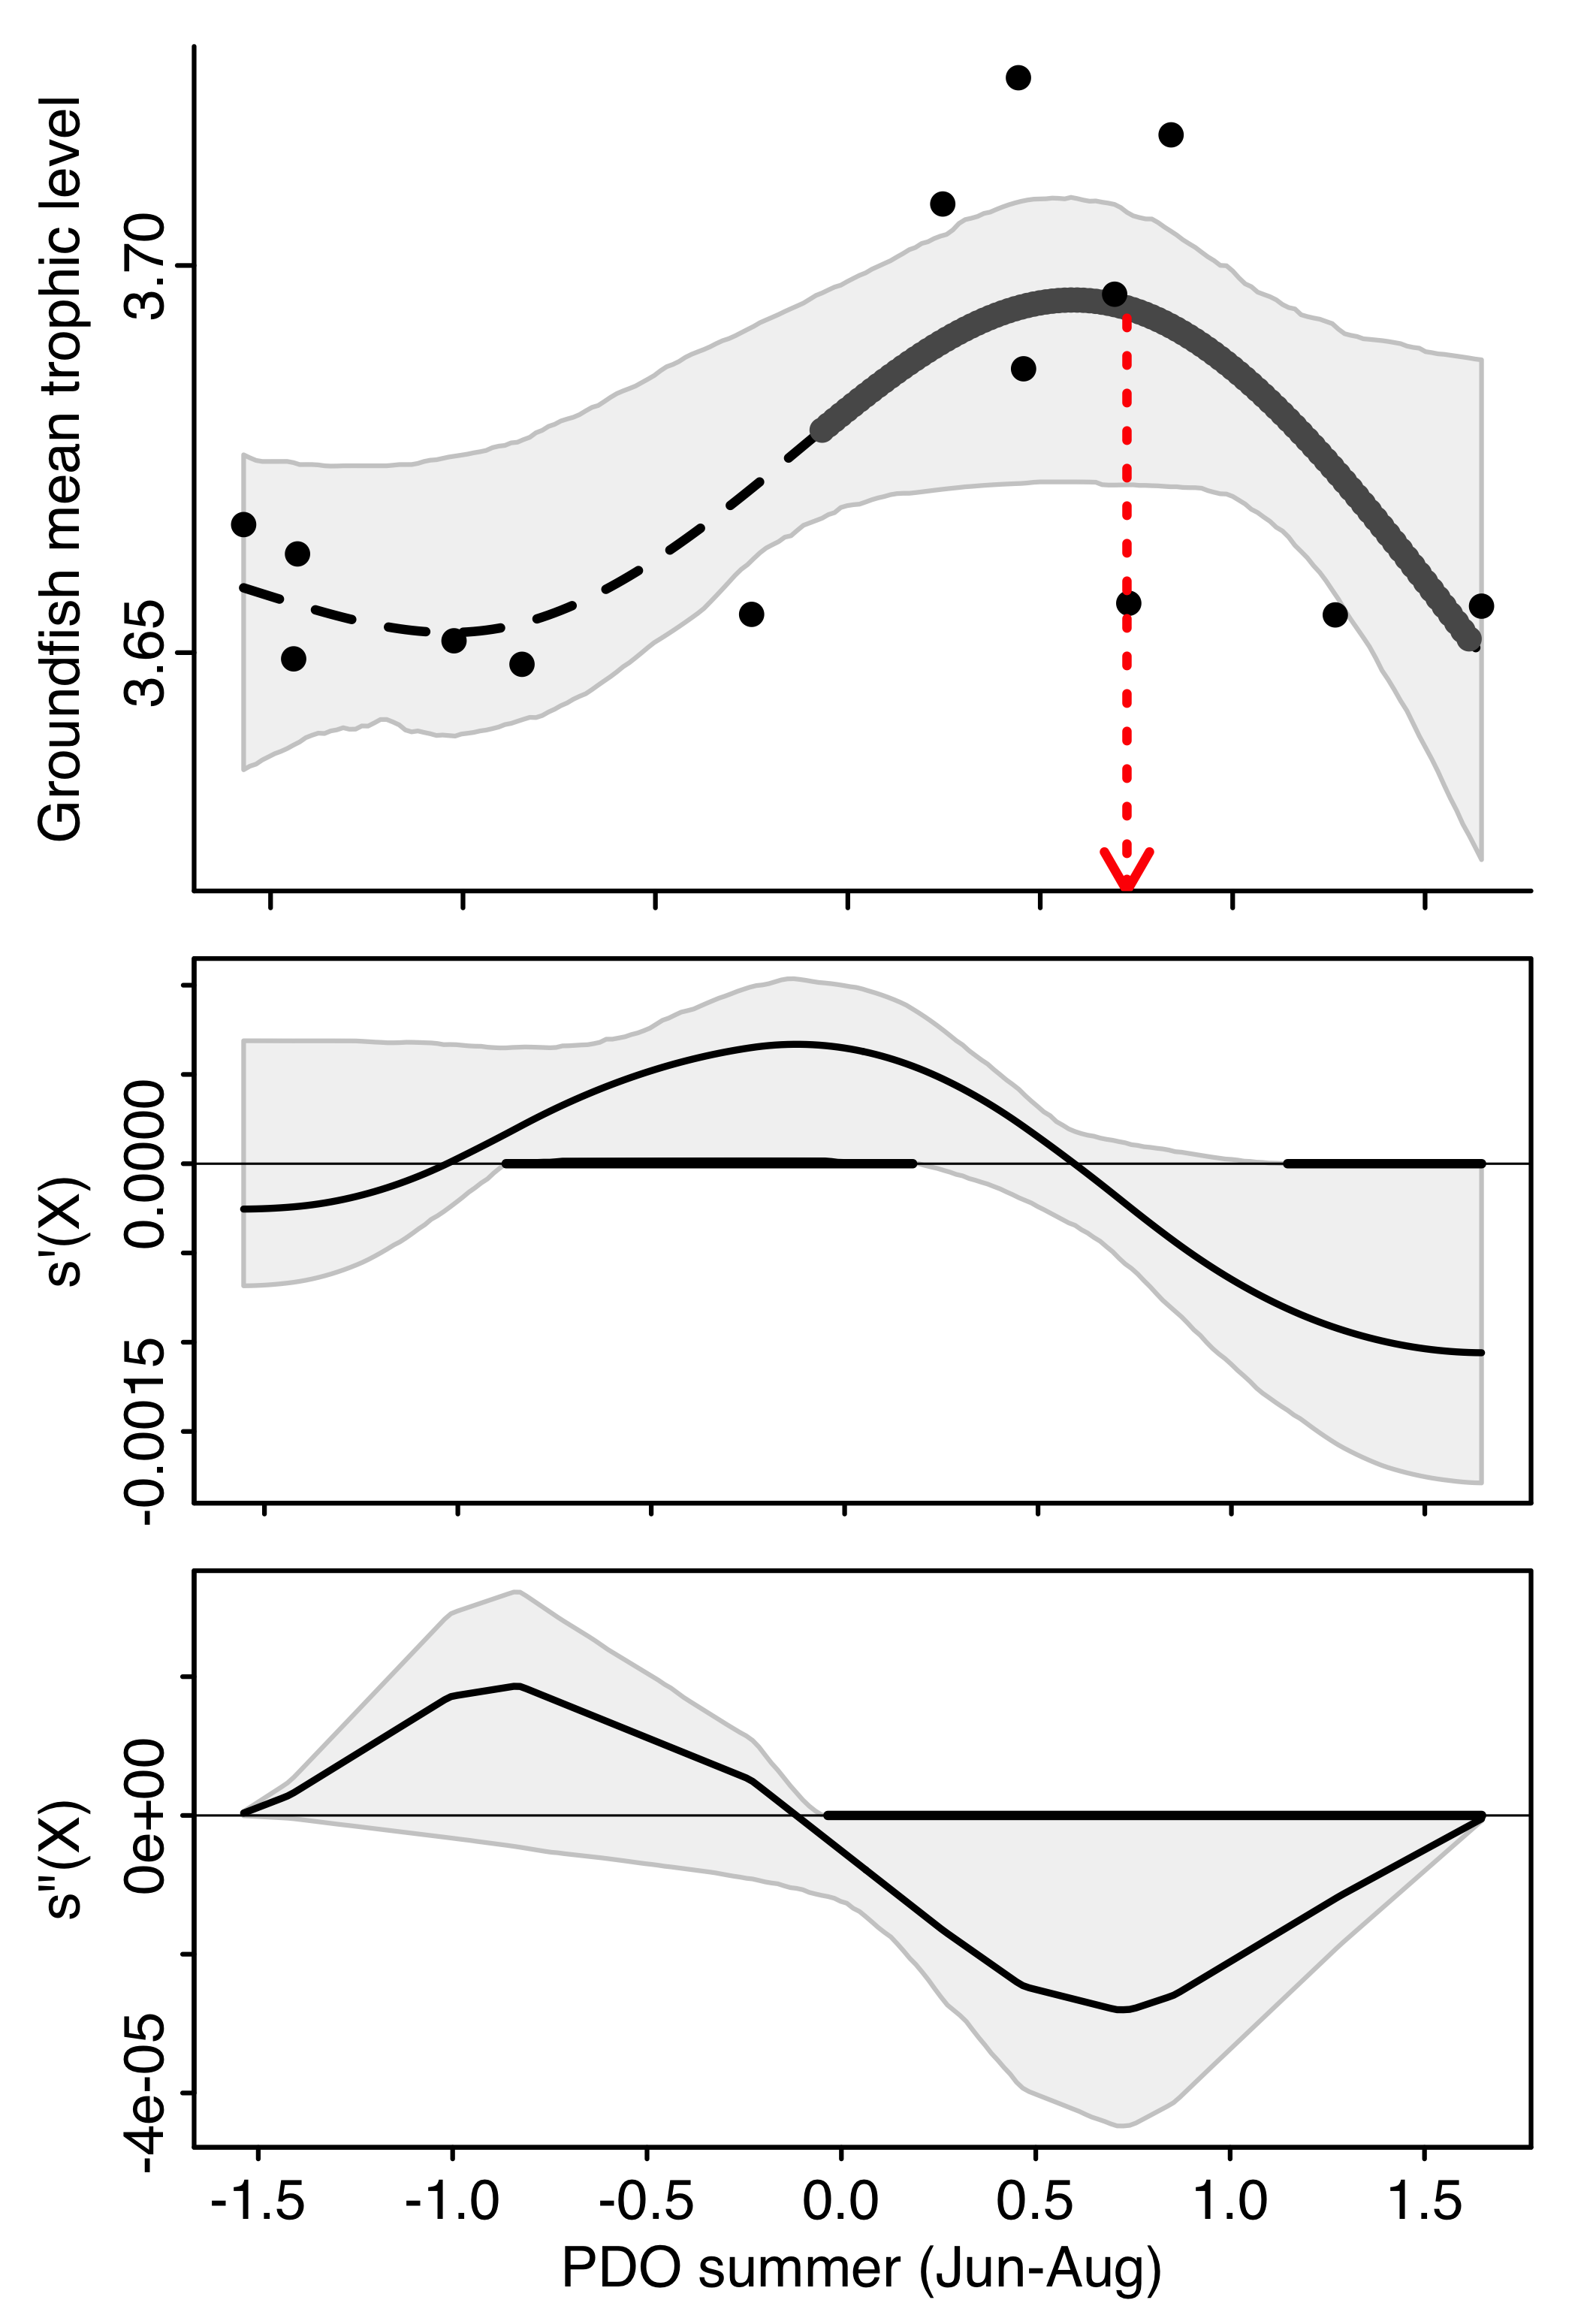 Groundfish mean trophic level
3.70
3.65
s'(X)
0.0000
-0.0015
s''(X)
0e+00
-4e-05
-1.5 -1.0 -0.5 0.0 0.5 1.0 1.5
PDO summer (Jun-Aug)